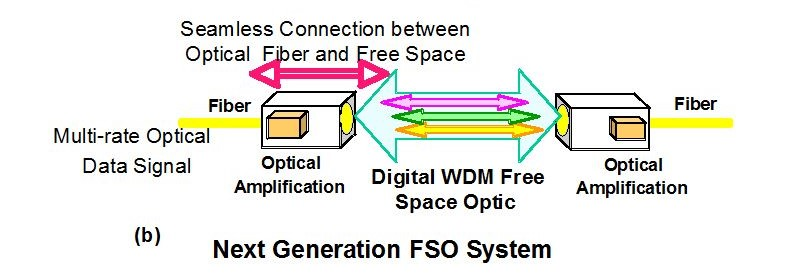 Seamless Connection between
Optical Fiber and Free Space
Fiber
Fiber
Multi-rate Optical
Data Signal
Optical
Amplification
Digital WDM Free
Space Optic
Optical
Amplification
(b)
Next Generation FSO System